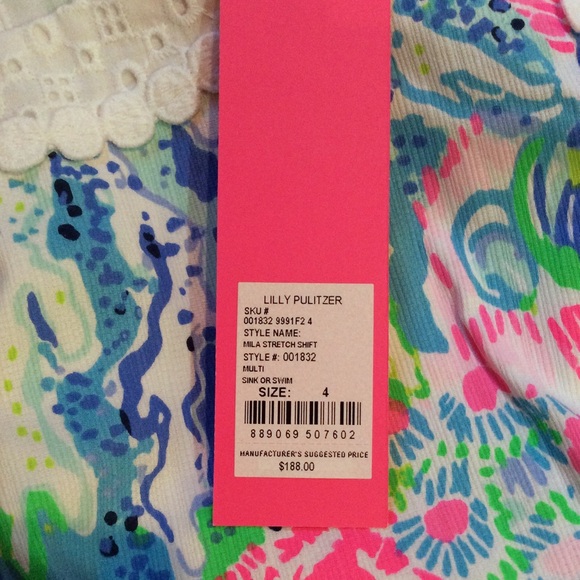 LILLY PULITZER
SKU #
001832 9991F2 4
STYLE NAME:
MILA STRETCH SHIFT
STYLE #: 001832
MULTI
SINK OR SWIM
SIZE: 4
889069 507602
MANUFACTURER'S SUGGESTED PRICE
$188.00